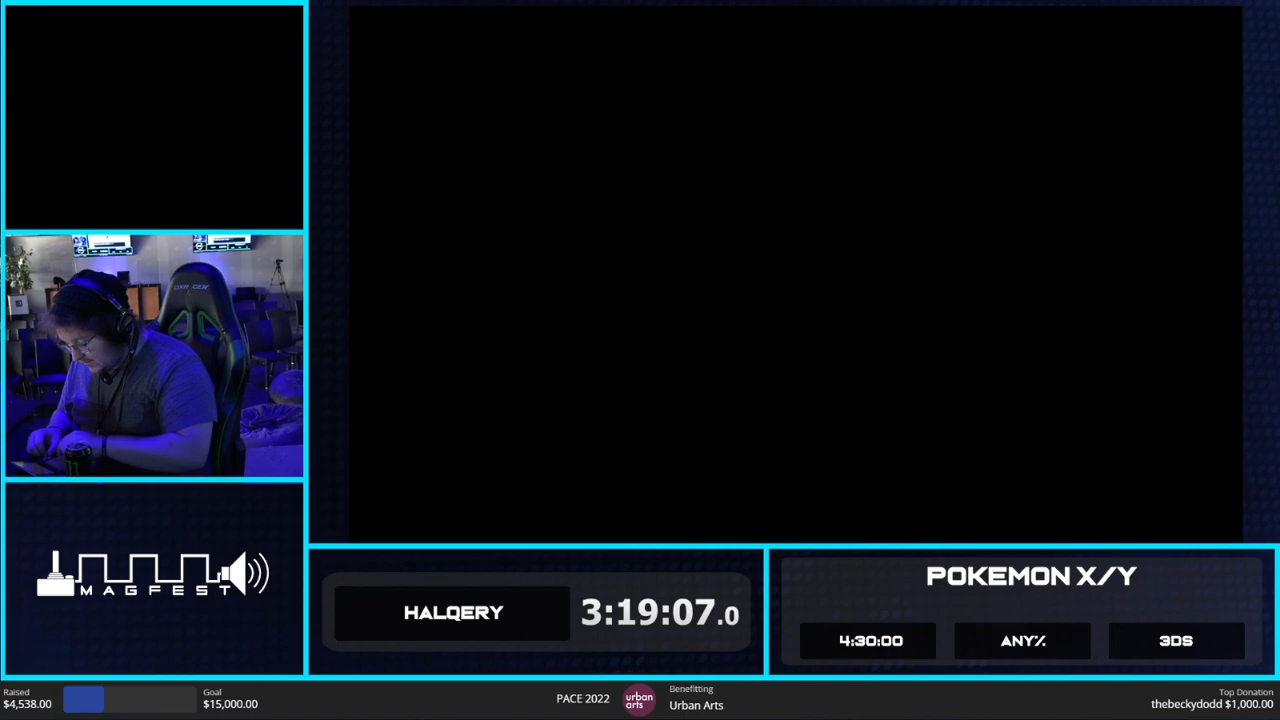 MAGFEST
HALQERY
3:19:07.0
POKEMON X/Y
4:30:00
ANY%
3DS
Raised
$4,538.00
Goal
$15,000.00
PACE 2022
urban
arts
Benefitting
Urban Arts
Top Donation
thebeckydodd $1,000.00